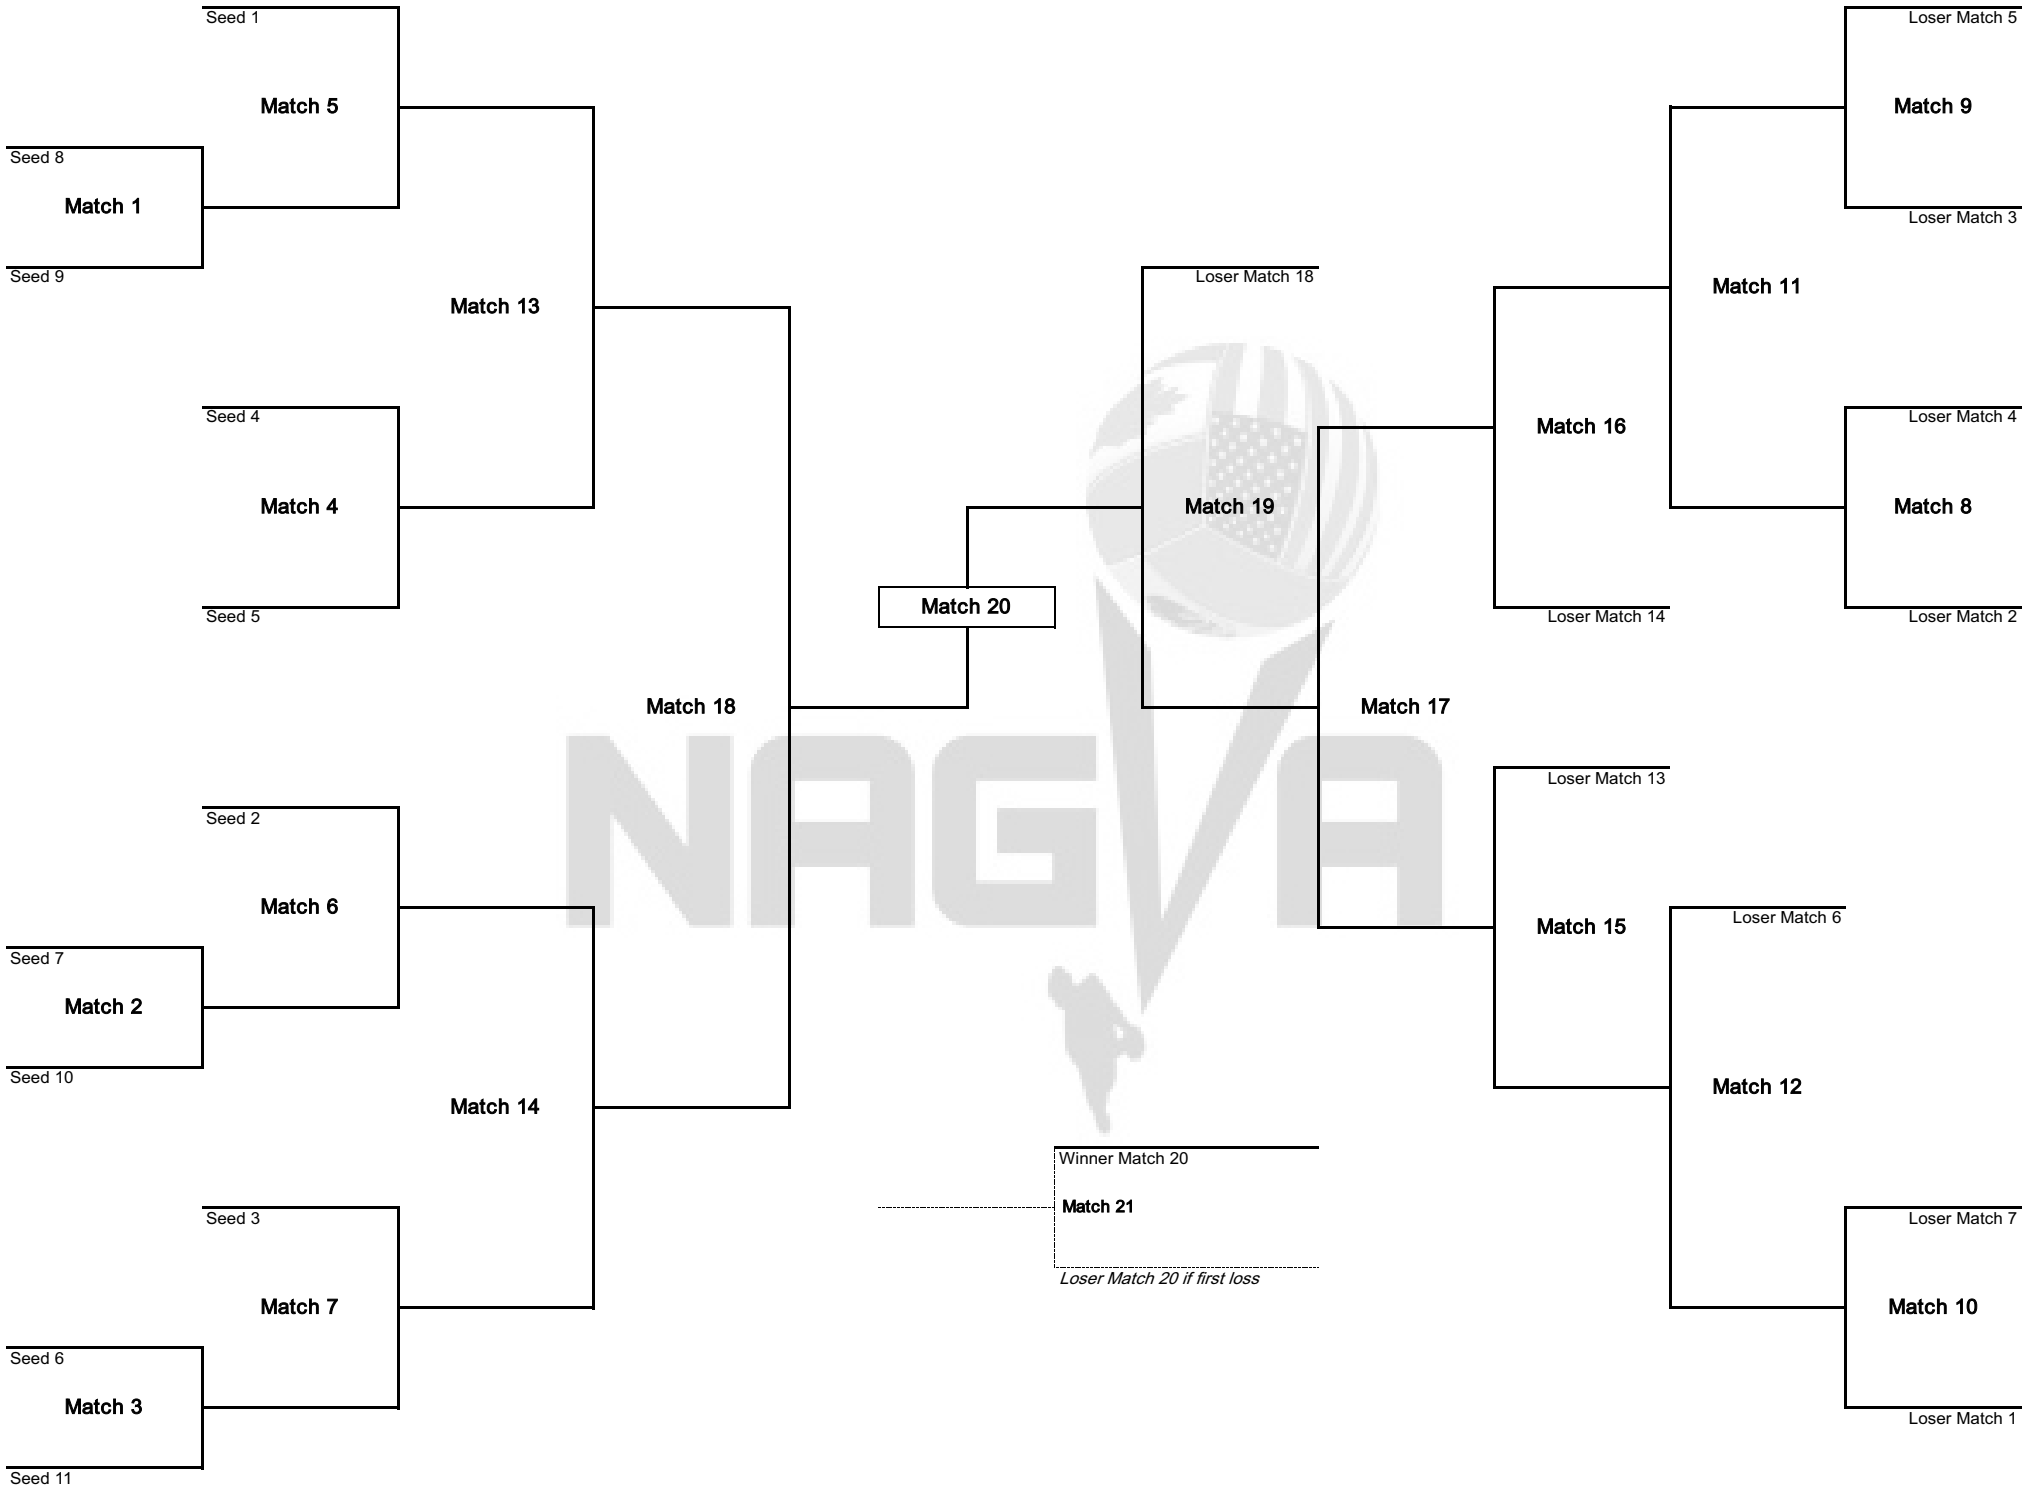 Seed 1
Match 5
Seed 8
Match 1
Seed 9
Match 13
Seed 4
Match 4
Seed 5
Match 18
Seed 2
Match 6
Seed 7
Match 2
Seed 10
Match 14
Seed 3
Match 7
Seed 6
Match 3
Seed 11
Match 20
Loser Match 18
Match 19
NAGVA
Winner Match 20
Match 21
Loser Match 20 if first loss
Match 17
Match 16
Loser Match 14
Loser Match 13
Match 15
Match 11
Loser Match 6
Match 12
Loser Match 5
Match 9
Loser Match 3
Loser Match 4
Match 8
Loser Match 2
Loser Match 7
Match 10
Loser Match 1